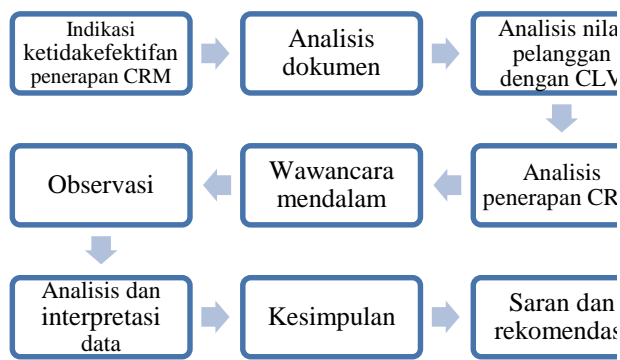 Indikasi
ketidakefektifan
penerapan CRM
Analisis
dokumen
Analisis nila
pelanggan
dengan CLV
Analisis
penerapan CR
Wawancara
mendalam
Observasi
Analisis dan
interpretasi
data
Kesimpulan
Saran dan
rekomendas